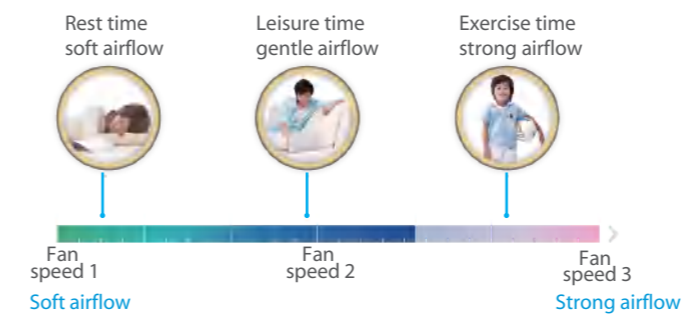 Rest time
soft airflow
Leisure time
gentle airflow
Exercise time
strong airflow
Fan
speed 1
Fan
speed 2
Fan
speed 3
Soft airflow
Strong airflow